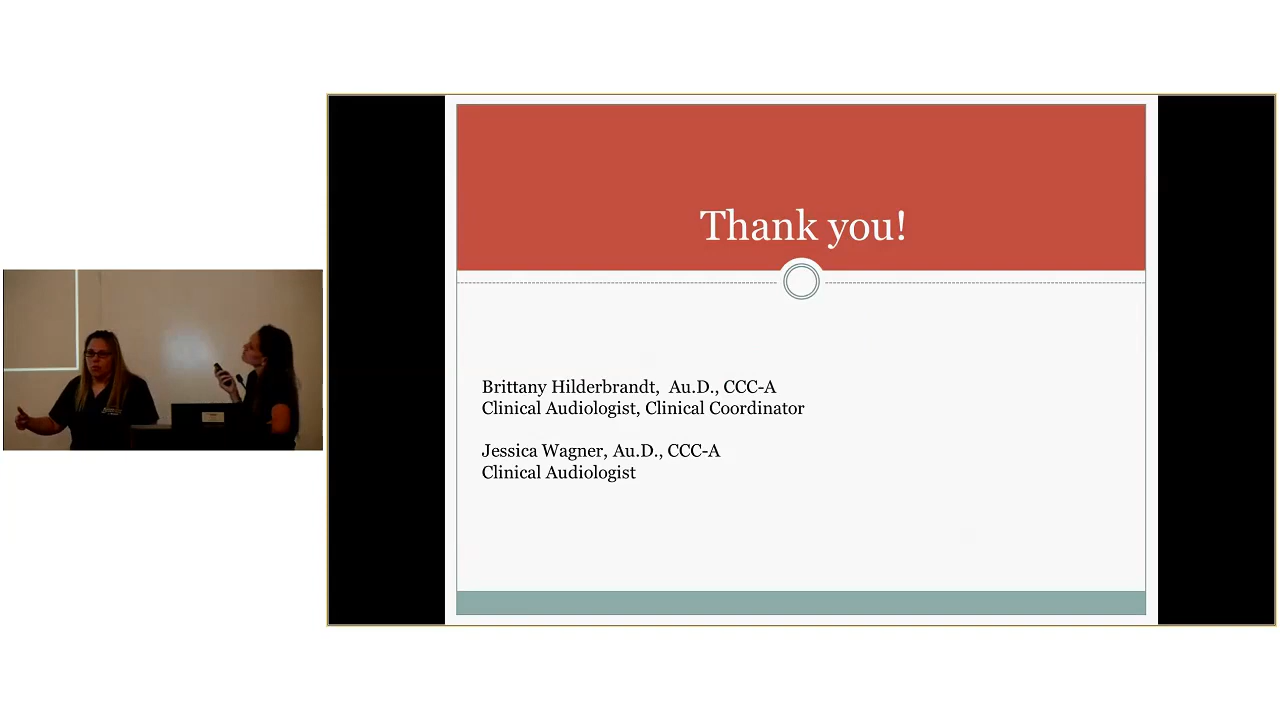 Thank you!
Brittany Hilderbrandt, Au.D., CCC-A
Clinical Audiologist, Clinical Coordinator
Jessica Wagner, Au.D., CCC-A
Clinical Audiologist